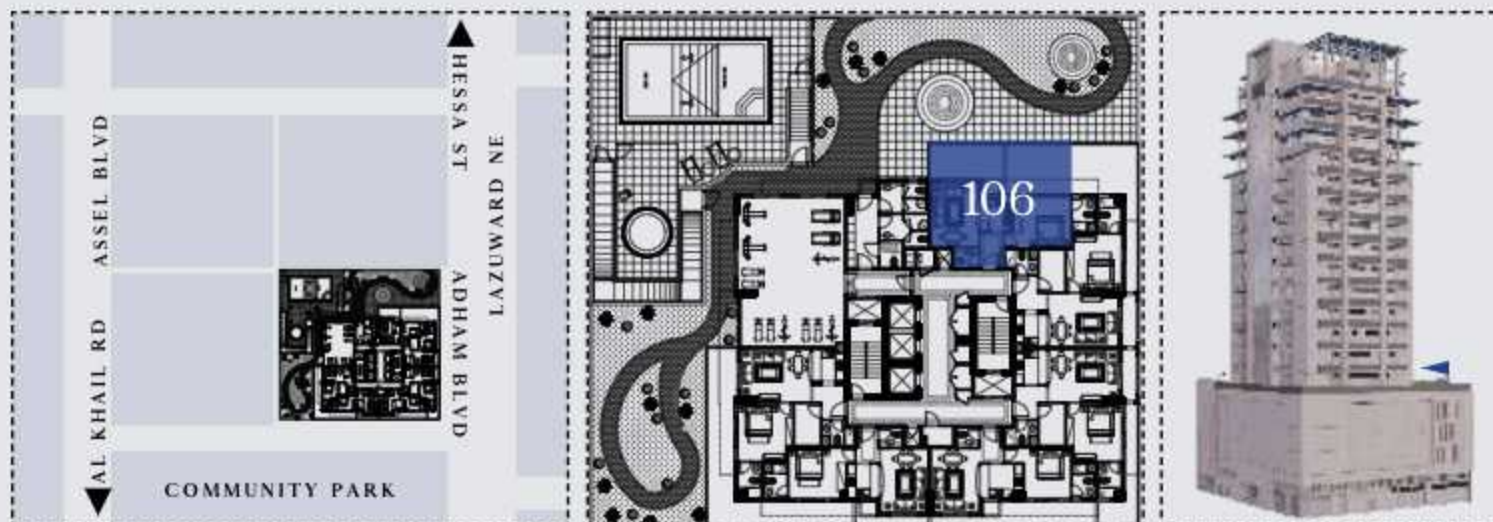 HESSA ST
ASSEL BLVD
LAZUWARD NE
ADHAM BLVD
AL KHAIL RD
COMMUNITY PARK
106